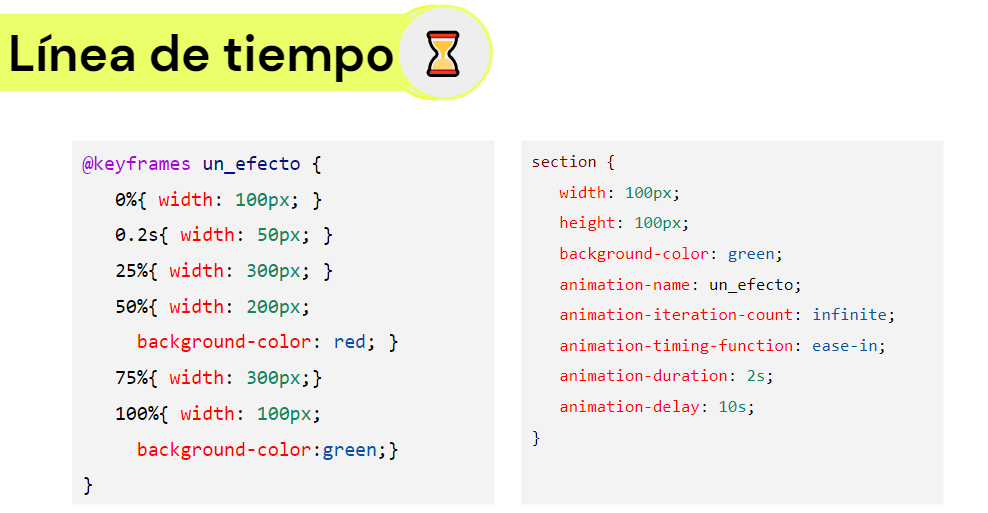 Línea de tiempo
@keyframes un_efecto {
0%{ width: 100px; }
0.2s{ width: 50px; }
25%{ width: 300px; }
50%{ width: 200px;
background-color: red; }
75%{ width: 300px;}
100%{ width: 100px;
background-color:green;}
}
section {
width: 100px;
height: 100px;
background-color: green;
animation-name: un_efecto;
animation-iteration-count: infinite;
animation-timing-function: ease-in;
animation-duration: 2s;
animation-delay: 10s;
}